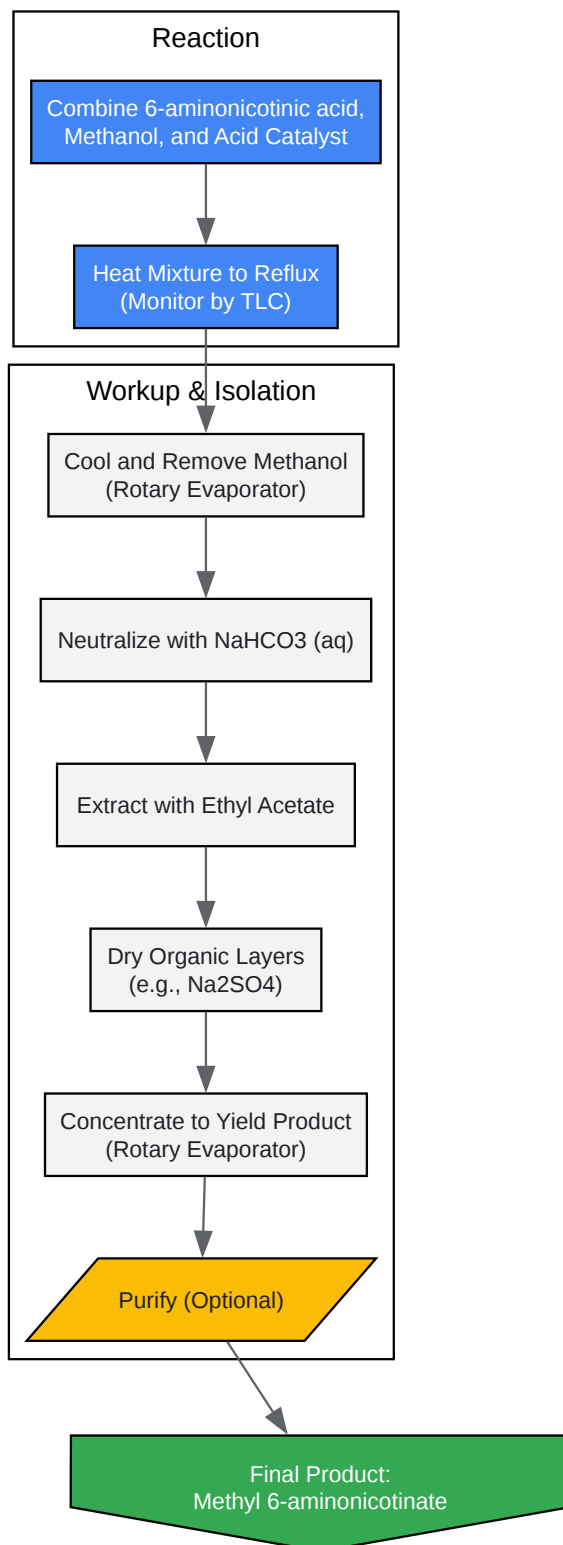 Reaction
Combine 6-aminonicotinic acid,
Methanol, and Acid Catalyst
Heat Mixture to Reflux
(Monitor by TLC)
Workup & Isolation
Cool and Remove Methanol
(Rotary Evaporator)
Neutralize with NaHCO3 (aq)
Extract with Ethyl Acetate
Dry Organic Layers
(e.g., Na2SO4)
Concentrate to Yield Product
(Rotary Evaporator)
Purify (Optional)
Final Product:
Methyl 6-aminonicotinate